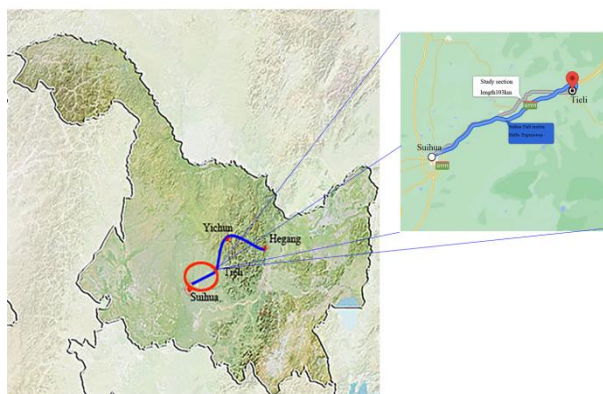 Yichun
Hegang
Tieli
Suihua
Study section
length103km
Tieli
Suihua